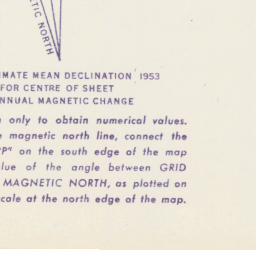 NETIC NORTH
IMATE MEAN DECLINATION 1953
FOR CENTRE OF SHEET
NNUAL MAGNETIC CHANGE
only to obtain numerical values.
magnetic north line, connect the
"P" on the south edge of the map
lue of the angle between GRID
MAGNETIC NORTH, as plotted on
cale at the north edge of the map.